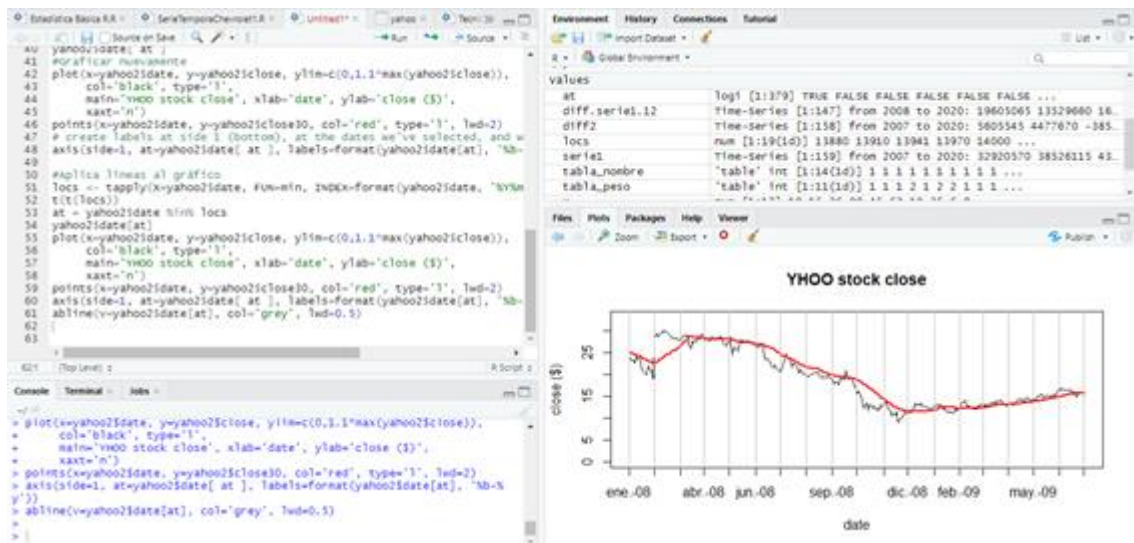 Estadistica Básica R.R
SerieTemporaChevrolet1.R
Untitled1*
yahoo
Source on Save
Run
Source
40 yahoo2$date[ at ]
41 #Graficar nuevamente
42 plot(x=yahoo2$date, y=yahoo2$close, ylim=c(0,1.1*max(yahoo2$close)),
43 col='black', type='l',
44 main='YHOO stock close', xlab='date', ylab='close ($)',
45 xaxt='n')
46 points(x=yahoo2$date, y=yahoo2$close30, col='red', type='l', lwd=2)
47 # create labels at side 1 (bottom), at the dates we've selected, and w
48 axis(side=1, at=yahoo2$date[ at ], labels=format(yahoo2$date[at], '%b-
49
50 #Aplica lineas al gráfico
51 locs <- tapply(X=yahoo2$date, FUN=min, INDEX=format(yahoo2$date, '%Y%m
52 t(t(locs))
53 at = yahoo2$date %in% locs
54 yahoo2$date[at]
55 plot(x=yahoo2$date, y=yahoo2$close, ylim=c(0,1.1*max(yahoo2$close)),
56 col='black', type='l',
57 main='YHOO stock close', xlab='date', ylab='close ($)',
58 xaxt='n')
59 points(x=yahoo2$date, y=yahoo2$close30, col='red', type='l', lwd=2)
60 axis(side=1, at=yahoo2$date[ at ], labels=format(yahoo2$date[at], '%b-
61 abline(v=yahoo2$date[at], col='grey', lwd=0.5)
62
63
62:1 (Top Level) R Script
Console Terminal Jobs
> plot(x=yahoo2$date, y=yahoo2$close, ylim=c(0,1.1*max(yahoo2$close)),
+ col='black', type='l',
+ main='YHOO stock close', xlab='date', ylab='close ($)',
+ xaxt='n')
> points(x=yahoo2$date, y=yahoo2$close30, col='red', type='l', lwd=2)
> axis(side=1, at=yahoo2$date[ at ], labels=format(yahoo2$date[at], '%b-%
y'))
> abline(v=yahoo2$date[at], col='grey', lwd=0.5)
>
>
Environment History Connections Tutorial
Import Dataset List
R Global Environment
values
at logi [1:379] TRUE FALSE FALSE FALSE FALSE FALSE ...
diff.serie1.12 Time-Series [1:147] from 2008 to 2020: 19605065 13529680 16…
diff2 Time-Series [1:158] from 2007 to 2020: 5605545 4477670 -385…
locs num [1:19(1d)] 13880 13910 13941 13970 14000 ...
serie1 Time-Series [1:159] from 2007 to 2020: 32920570 38526115 43…
tabla_nombre 'table' int [1:14(1d)] 1 1 1 1 1 1 1 1 1 1 ...
tabla_peso 'table' int [1:11(1d)] 1 1 1 2 1 2 2 1 1 1 ...
Files Plots Packages Help Viewer
Zoom Export Publish
YHOO stock close
close ($)
25
15
5
0
ene.-08 abr.-08 jun.-08 sep.-08 dic.-08 feb.-09 may.-09
date